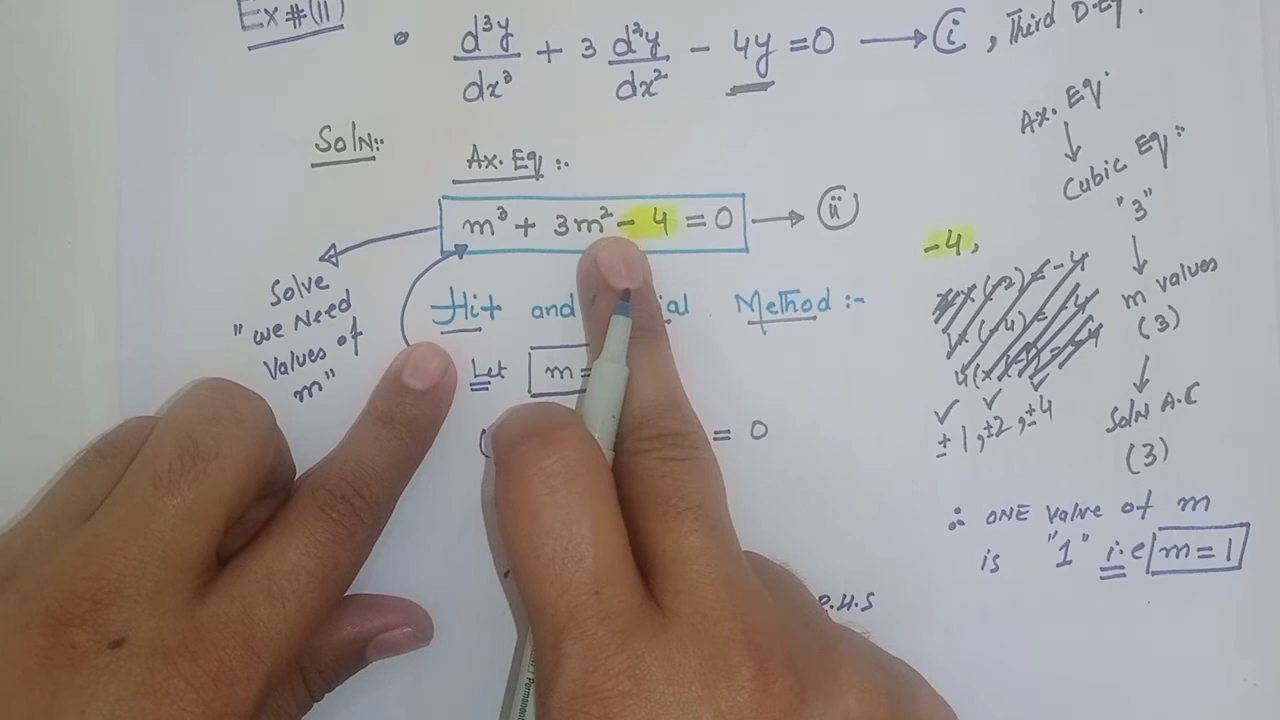 Ex#(11)
d³y/dx³ + 3 d²y/dx² - 4y = 0 → (i), Third D.Eq.
Soln:.
Ax. Eq :.
m³ + 3m² - 4 = 0 → (ii)
Solve
"we Need
values of
m"
Hit and Method :-
Let m=
= 0
R.H.S
Ax. Eq.
↓
Cubic Eq:.
"3"
↓
m values
(3)
↓
Soln A.C
(3)
-4,
✓ ✓ ✓
±1, ±2, ±4
∴ ONE value of m
is "1" i.e m = 1